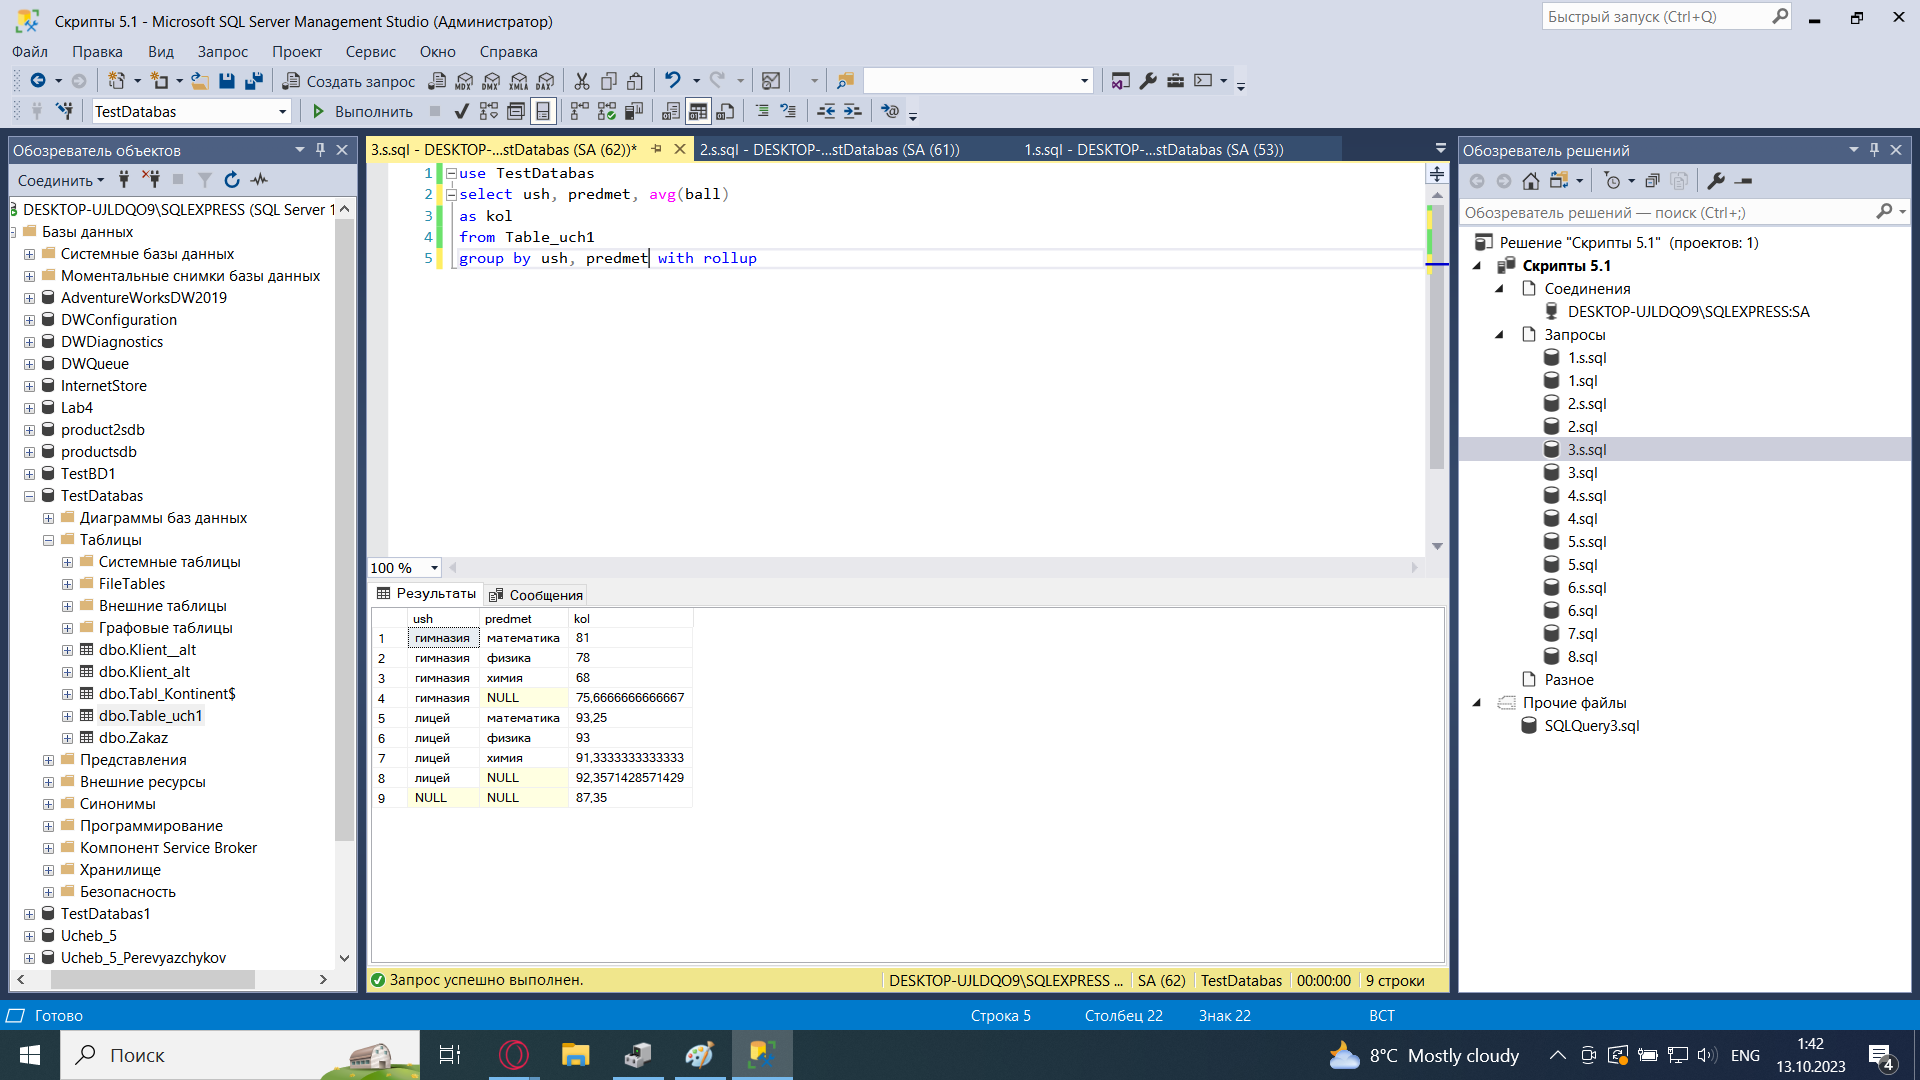 Скрипты 5.1 - Microsoft SQL Server Management Studio (Администратор)
Быстрый запуск (Ctrl+Q)
Файл Правка Вид Запрос Проект Сервис Окно Справка
Создать запрос
MDX DMX XMLA DAX
TestDatabas
Выполнить
Обозреватель объектов
Соединить
DESKTOP-UJLDQO9\SQLEXPRESS (SQL Server 1
Базы данных
Системные базы данных
Моментальные снимки базы данных
AdventureWorksDW2019
DWConfiguration
DWDiagnostics
DWQueue
InternetStore
Lab4
product2sdb
productsdb
TestBD1
TestDatabas
Диаграммы баз данных
Таблицы
Системные таблицы
FileTables
Внешние таблицы
Графовые таблицы
dbo.Klient__alt
dbo.Klient_alt
dbo.Tabl_Kontinent$
dbo.Table_uch1
dbo.Zakaz
Представления
Внешние ресурсы
Синонимы
Программирование
Компонент Service Broker
Хранилище
Безопасность
TestDatabas1
Ucheb_5
Ucheb_5_Perevyazchykov
3.s.sql - DESKTOP-...stDatabas (SA (62))*
2.s.sql - DESKTOP-...stDatabas (SA (61))
1.s.sql - DESKTOP-...stDatabas (SA (53))
1 use TestDatabas
2 select ush, predmet, avg(ball)
3 as kol
4 from Table_uch1
5 group by ush, predmet with rollup
100 %
Результаты Сообщения
ush predmet kol
1 гимназия математика 81
2 гимназия физика 78
3 гимназия химия 68
4 гимназия NULL 75,6666666666667
5 лицей математика 93,25
6 лицей физика 93
7 лицей химия 91,3333333333333
8 лицей NULL 92,3571428571429
9 NULL NULL 87,35
Запрос успешно выполнен.
DESKTOP-UJLDQO9\SQLEXPRESS ... SA (62) TestDatabas 00:00:00 9 строки
Обозреватель решений
Обозреватель решений — поиск (Ctrl+;)
Решение "Скрипты 5.1" (проектов: 1)
Скрипты 5.1
Соединения
DESKTOP-UJLDQO9\SQLEXPRESS:SA
Запросы
1.s.sql
1.sql
2.s.sql
2.sql
3.s.sql
3.sql
4.s.sql
4.sql
5.s.sql
5.sql
6.s.sql
6.sql
7.sql
8.sql
Разное
Прочие файлы
SQLQuery3.sql
Готово
Строка 5 Столбец 22 Знак 22 ВСТ
Поиск
8°C Mostly cloudy
ENG
1:42
13.10.2023
4